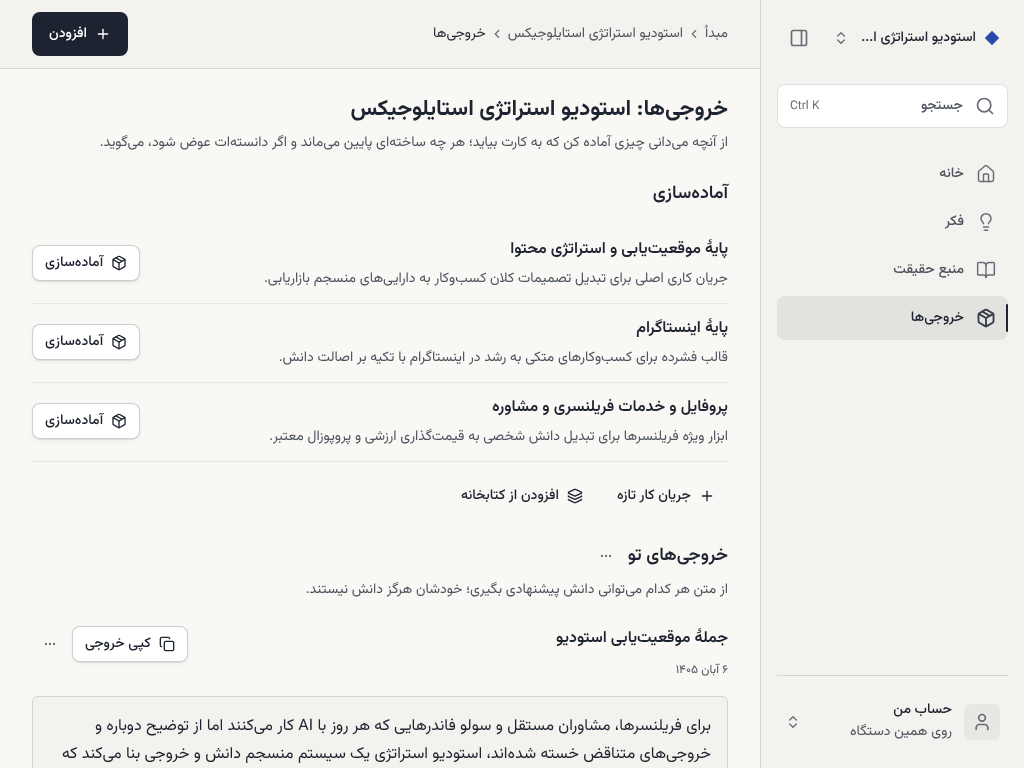 استودیو استراتژی ا...
جستجو
Ctrl K
خانه
فکر
منبع حقیقت
خروجی‌ها
حساب من
روی همین دستگاه
مبدأ › استودیو استراتژی استایلوجیکس › خروجی‌ها
افزودن
خروجی‌ها: استودیو استراتژی استایلوجیکس
از آنچه می‌دانی چیزی آماده کن که به کارت بیاید؛ هر چه ساخته‌ای پایین می‌ماند و اگر دانسته‌ات عوض شود، می‌گوید.
آماده‌سازی
پایهٔ موقعیت‌یابی و استراتژی محتوا
جریان کاری اصلی برای تبدیل تصمیمات کلان کسب‌وکار به دارایی‌های منسجم بازاریابی.
آماده‌سازی
پایهٔ اینستاگرام
قالب فشرده برای کسب‌وکارهای متکی به رشد در اینستاگرام با تکیه بر اصالت دانش.
آماده‌سازی
پروفایل و خدمات فریلنسری و مشاوره
ابزار ویژه فریلنسرها برای تبدیل دانش شخصی به قیمت‌گذاری ارزشی و پروپوزال معتبر.
آماده‌سازی
جریان کار تازه
افزودن از کتابخانه
خروجی‌های تو
از متن هر کدام می‌توانی دانش پیشنهادی بگیری؛ خودشان هرگز دانش نیستند.
جملهٔ موقعیت‌یابی استودیو
۶ آبان ۱۴۰۵
کپی خروجی
برای فریلنسرها، مشاوران مستقل و سولو فاندرهایی که هر روز با AI کار می‌کنند اما از توضیح دوباره و
خروجی‌های متناقض خسته شده‌اند، استودیو استراتژی یک سیستم منسجم دانش و خروجی بنا می‌کند که